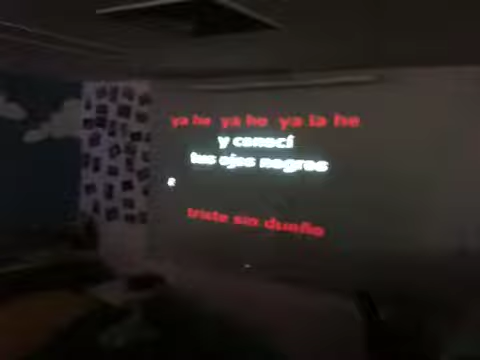 ya he ya he ya la he
y conocí
tus ojos negros
triste sin dueño